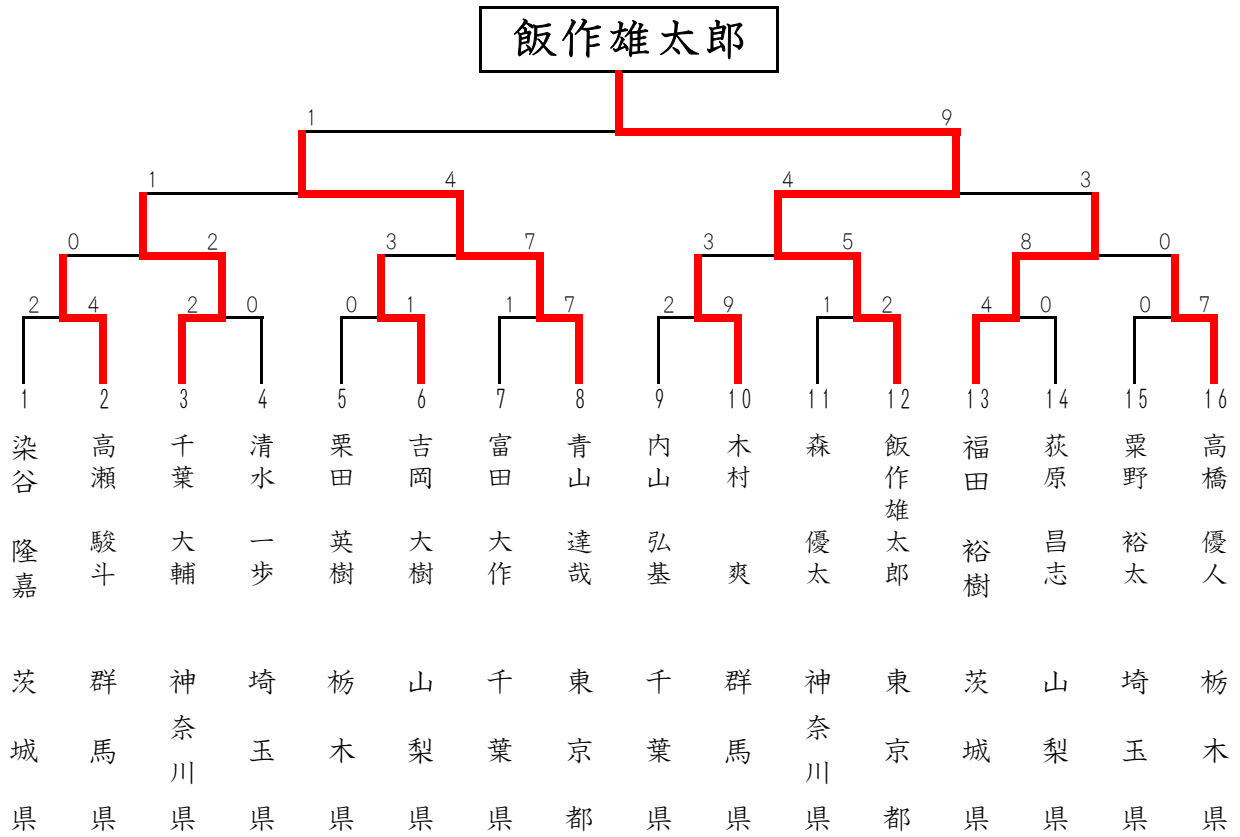 飯作雄太郎
1 9
1 4 4 3
0 2 3 7 3 5 8 0
2 4 2 0 0 1 1 7 2 9 1 2 4 0 0 7
1 2 3 4 5 6 7 8 9 10 11 12 13 14 15 16
染谷 隆嘉
高瀬 駿斗
千葉 大輔
清水 一歩
栗田 英樹
吉岡 大樹
富田 大作
青山 達哉
内山 弘基
木村 爽
森 優太
飯作雄太郎
福田 裕樹
荻原 昌志
粟野 裕太
高橋 優人
茨城県
群馬県
神奈川県
埼玉県
栃木県
山梨県
千葉県
東京都
千葉県
群馬県
神奈川県
東京都
茨城県
山梨県
埼玉県
栃木県